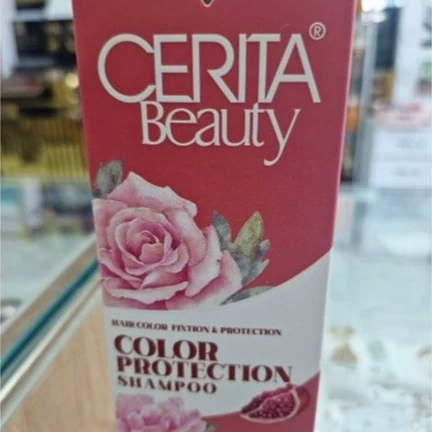 CERITA®
Beauty
HAIR COLOR FIXTION & PROTECTION
COLOR
PROTECTION
SHAMPOO